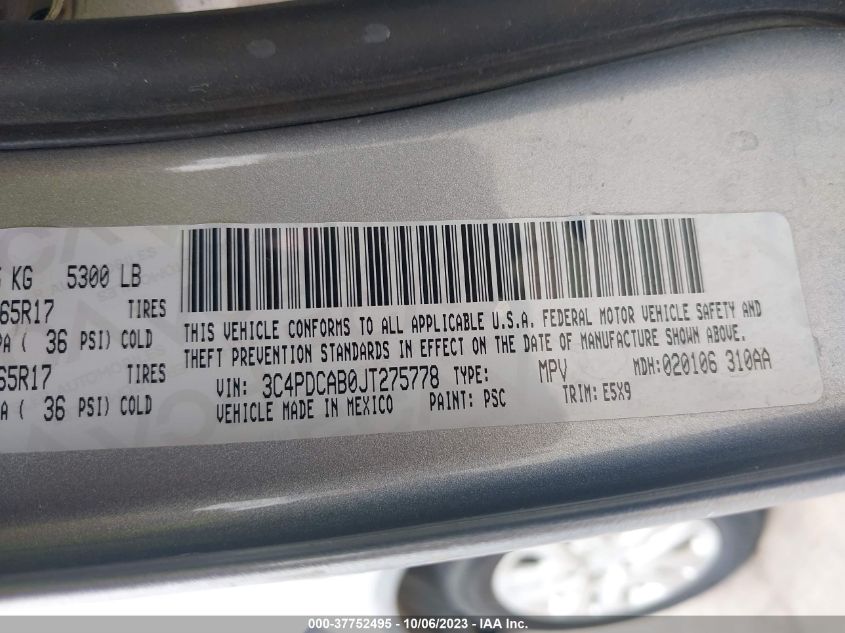 KG 5300 LB
65R17 TIRES
PA ( 36 PSI) COLD
65R17 TIRES
A ( 36 PSI) COLD
THIS VEHICLE CONFORMS TO ALL APPLICABLE U.S.A. FEDERAL MOTOR VEHICLE SAFETY AND
THEFT PREVENTION STANDARDS IN EFFECT ON THE DATE OF MANUFACTURE SHOWN ABOVE.
VIN: 3C4PDCAB0JT275778 TYPE: MPV MDH:020106 310AA
VEHICLE MADE IN MEXICO PAINT: PSC TRIM: E5X9
000-37752495 - 10/06/2023 - IAA Inc.